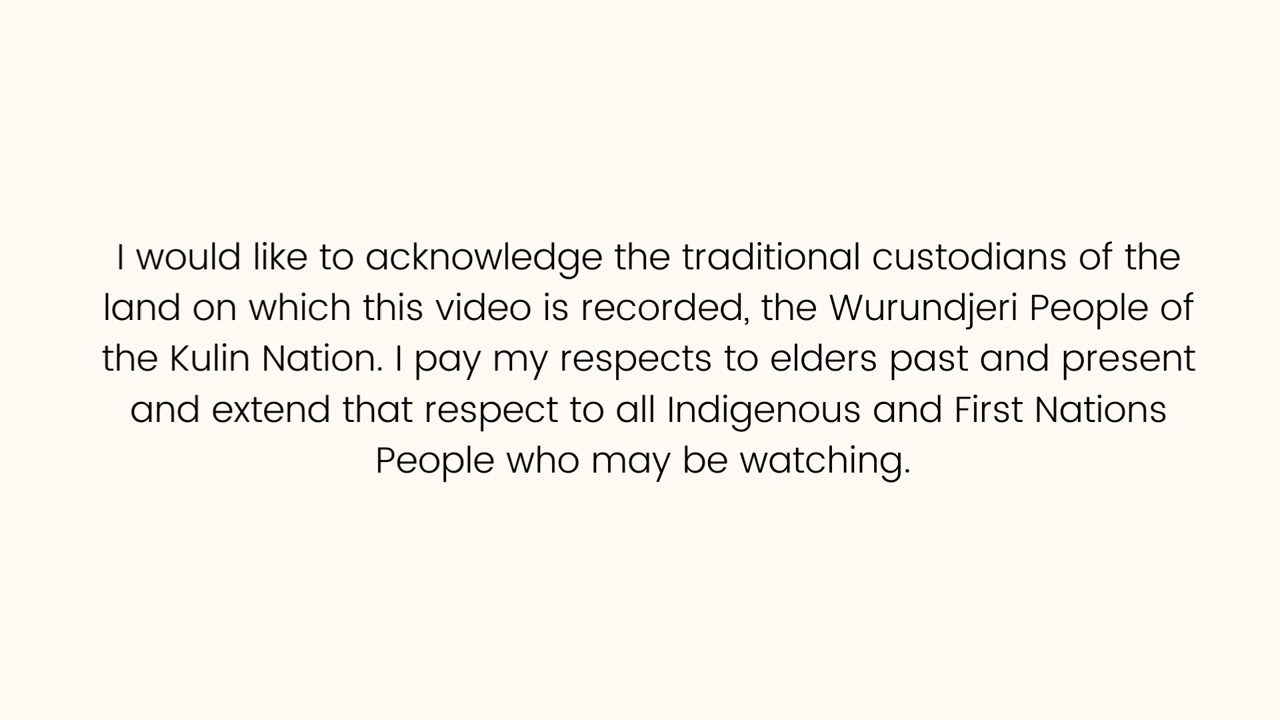 I would like to acknowledge the traditional custodians of the
land on which this video is recorded, the Wurundjeri People of
the Kulin Nation. I pay my respects to elders past and present
and extend that respect to all Indigenous and First Nations
People who may be watching.